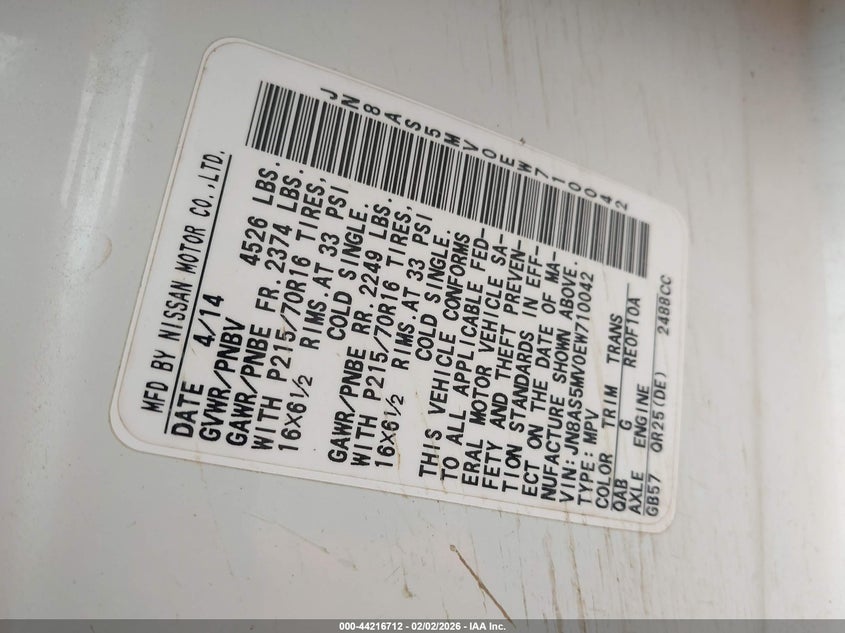 JN8AS5MV0EW710042
MFD BY NISSAN MOTOR CO.,LTD.
DATE 4/14
GVWR/PNBV 4526 LBS.
GAWR/PNBE FR. 2374 LBS.
WITH P215/70R16 TIRES,
16X6½ RIMS.AT 33 PSI
COLD SINGLE.
GAWR/PNBE RR. 2249 LBS.
WITH P215/70R16 TIRES,
16X6½ RIMS.AT 33 PSI
COLD SINGLE.
THIS VEHICLE CONFORMS
TO ALL APPLICABLE FED-
ERAL MOTOR VEHICLE SA-
FETY AND THEFT PREVEN-
TION STANDARDS IN EFF-
ECT ON THE DATE OF MA-
NUFACTURE SHOWN ABOVE.
VIN:JN8AS5MV0EW710042
TYPE: MPV
COLOR TRIM TRANS
QAB G RE0F10A
AXLE ENGINE
GB57 QR25(DE) 2488CC
000-44216712 - 02/02/2026 - IAA Inc.